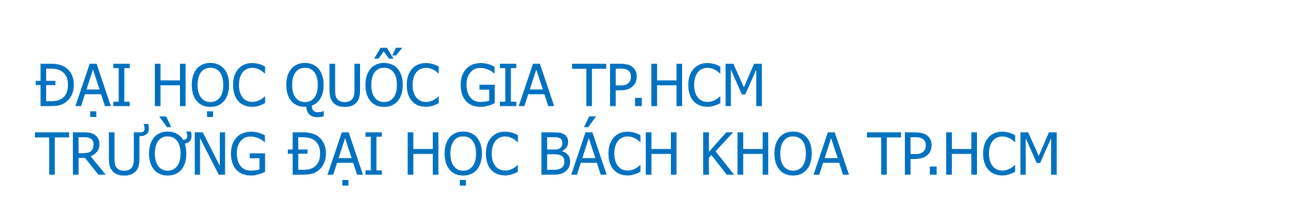 ĐẠI HỌC QUỐC GIA TP.HCM
TRƯỜNG ĐẠI HỌC BÁCH KHOA TP.HCM